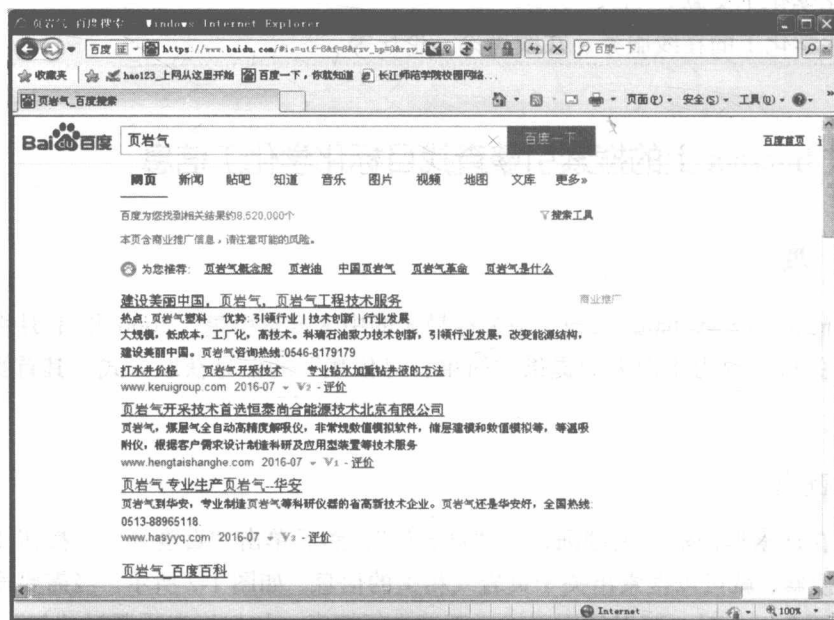 页岩气_百度搜索 - Windows Internet Explorer
百度 https://www.baidu.com/#ie=utf-8&f=8&rsv_bp=0&rsv_i 百度一下
收藏夹 hao123_上网从这里开始 百度一下，你就知道 长江师范学院校园网络...
页岩气_百度搜索 页面(P) 安全(S) 工具(O) »
Bai百度 页岩气 百度一下 百度首页
网页 新闻 贴吧 知道 音乐 图片 视频 地图 文库 更多»
百度为您找到相关结果约8,520,000个 搜索工具
本页含商业推广信息，请注意可能的风险。
为您推荐： 页岩气概念股 页岩油 中国页岩气 页岩气革命 页岩气是什么
建设美丽中国，页岩气，页岩气工程技术服务 商业推广
热点:页岩气塑料 优势:引领行业|技术创新|行业发展
大规模，低成本，工厂化，高技术。科瑞石油致力技术创新，引领行业发展，改变能源结构，
建设美丽中国。页岩气咨询热线:0546-8179179
打水井价格 页岩气开采技术 专业钻水加重钻井液的方法
www.keruigroup.com 2016-07 V2 - 评价
页岩气开采技术首选恒泰尚合能源技术北京有限公司
页岩气，煤层气全自动高精度解吸仪，非常规数值模拟软件，储层建模和数值模拟等，等温吸
附仪，根据客户需求设计制造科研及应用型装置等技术服务
www.hengtaishanghe.com 2016-07 V1 - 评价
页岩气 专业生产页岩气--华安
页岩气到华安，专业制造页岩气等科研仪器的省高新技术企业。页岩气还是华安好，全国热线:
0513-88965118.
www.hasyyq.com 2016-07 V3 - 评价
页岩气_百度百科
Internet 100%